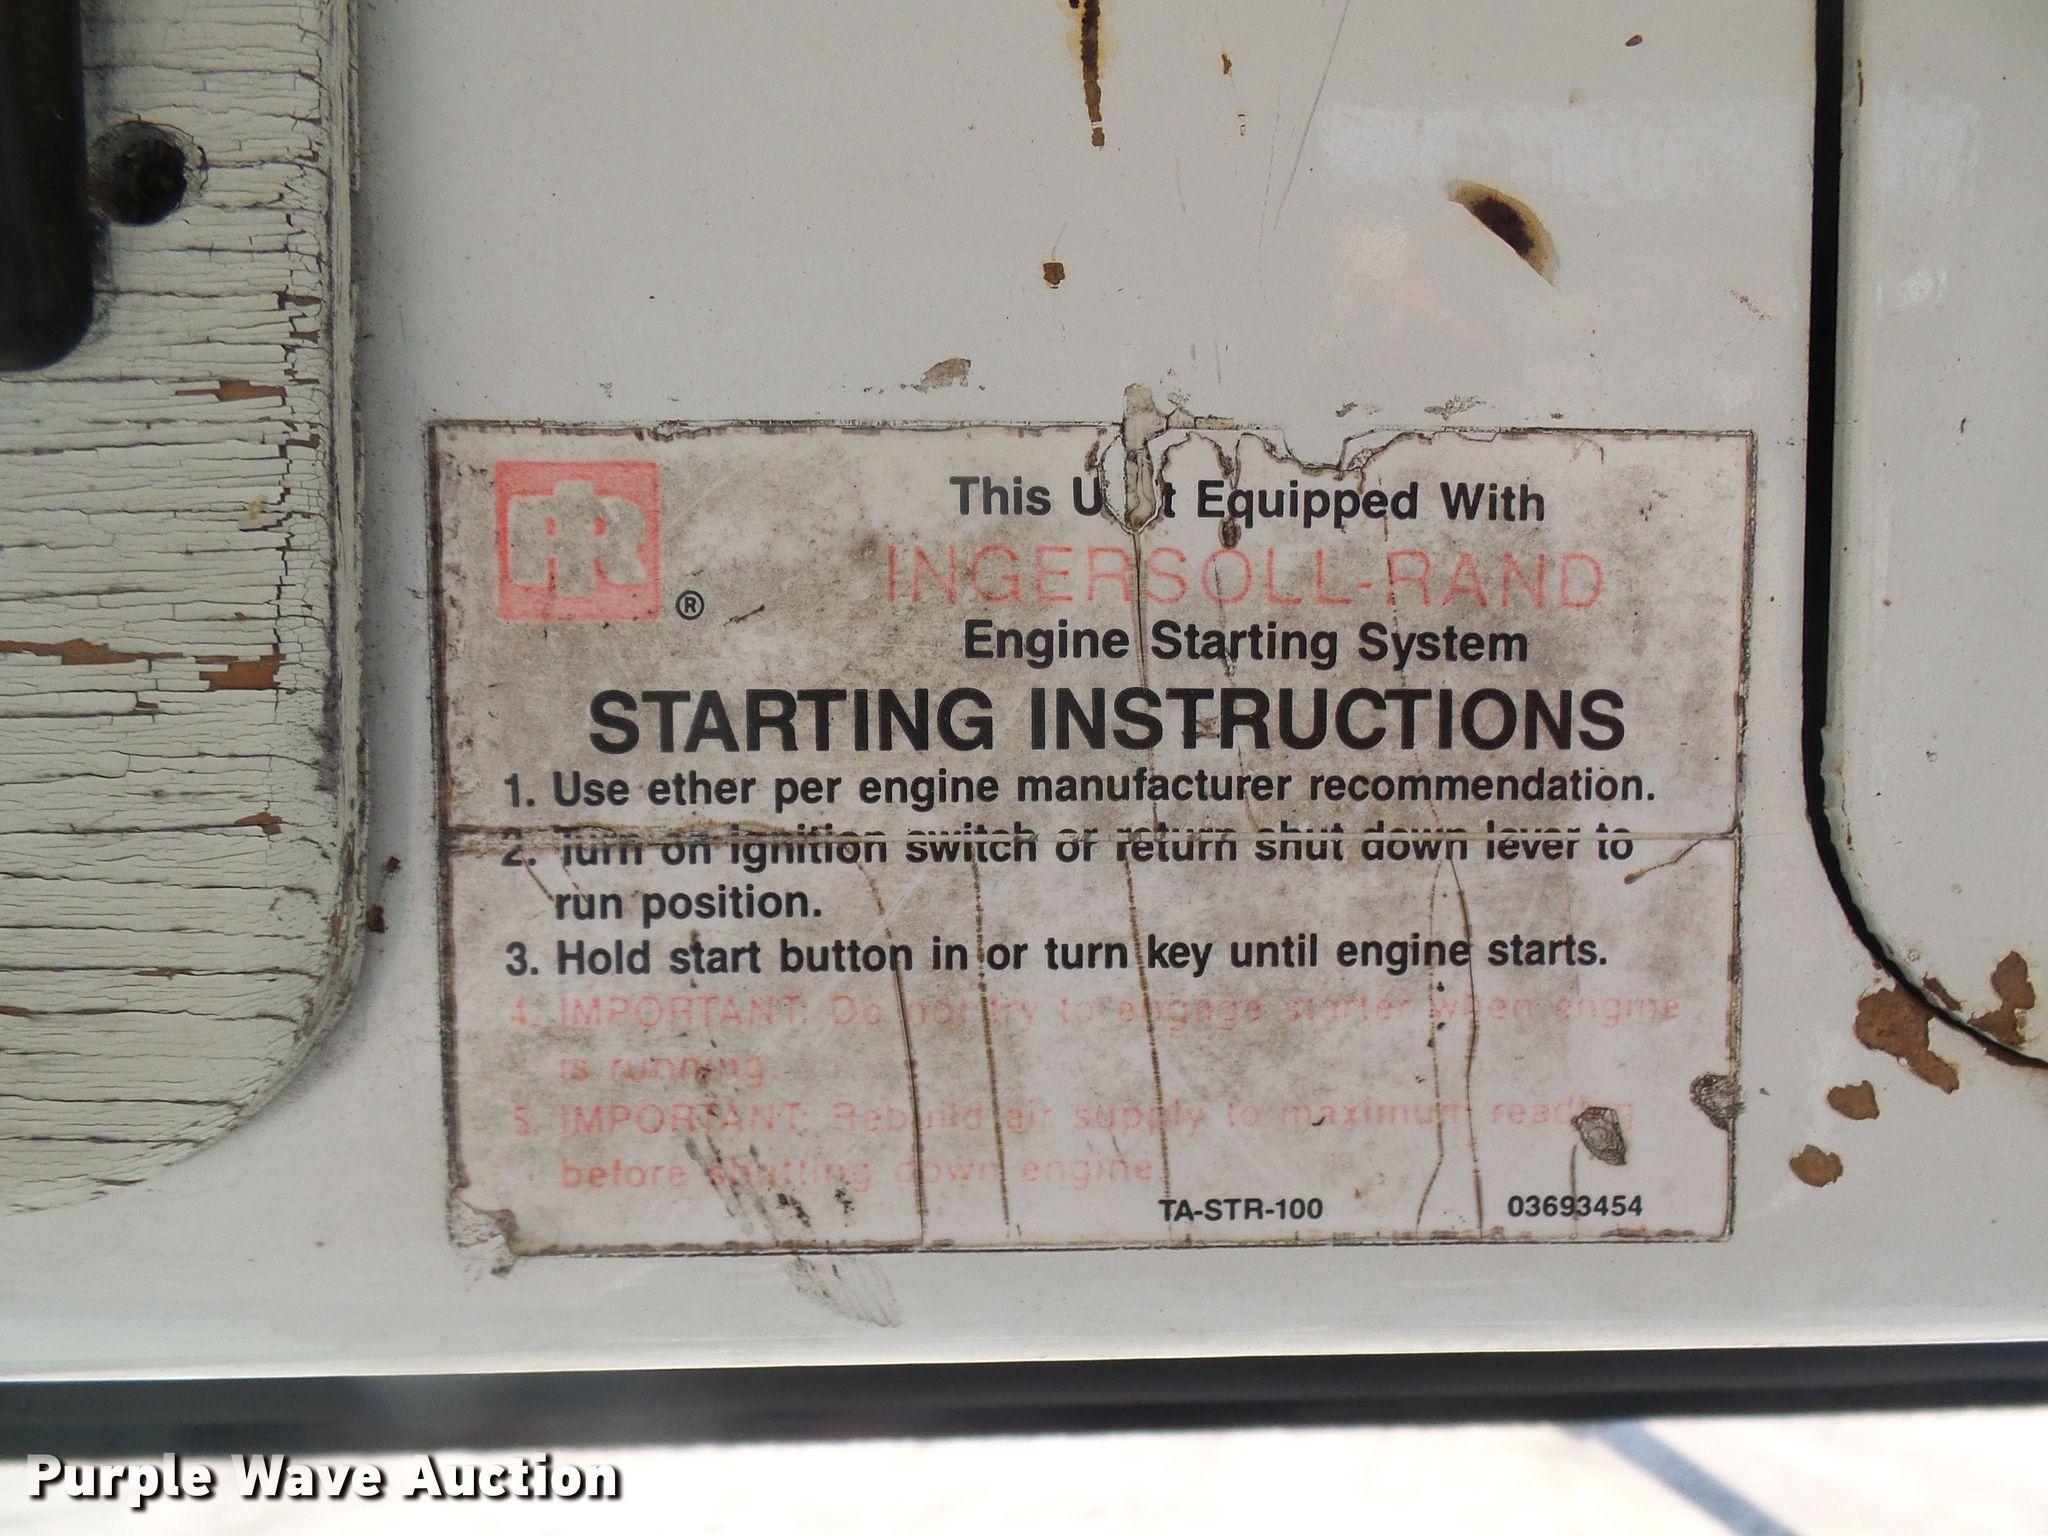 IR ®
This Unit Equipped With
INGERSOLL-RAND
Engine Starting System
STARTING INSTRUCTIONS
1. Use ether per engine manufacturer recommendation.
2. Turn on ignition switch or return shut down lever to
run position.
3. Hold start button in or turn key until engine starts.
4. IMPORTANT: Do not try to engage starter when engine
is running.
5. IMPORTANT: Rebuild air supply to maximum reading
before shutting down engine.
TA-STR-100 03693454
Purple Wave Auction